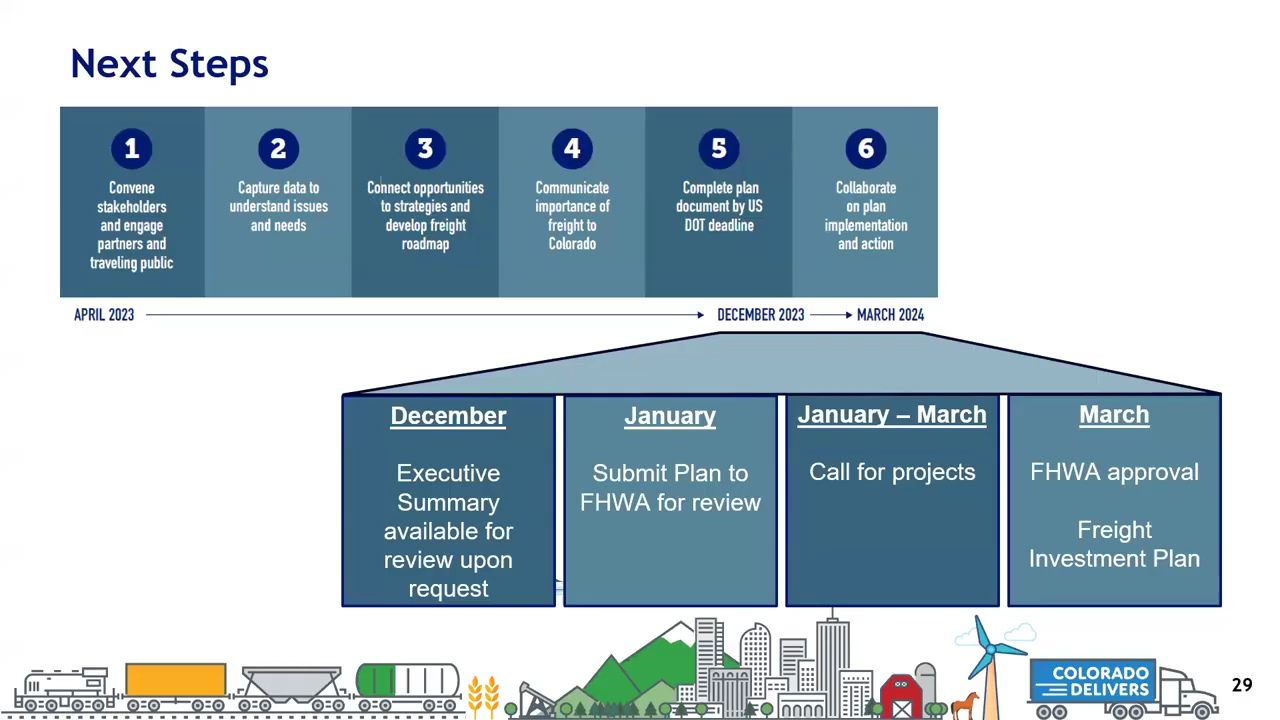 Next Steps
1
Convene
stakeholders
and engage
partners and
traveling public
2
Capture data to
understand issues
and needs
3
Connect opportunities
to strategies and
develop freight
roadmap
4
Communicate
importance of
freight to
Colorado
5
Complete plan
document by US
DOT deadline
6
Collaborate
on plan
implementation
and action
APRIL 2023
DECEMBER 2023
MARCH 2024
December
Executive
Summary
available for
review upon
request
January
Submit Plan to
FHWA for review
January – March
Call for projects
March
FHWA approval
Freight
Investment Plan
COLORADO
DELIVERS
29